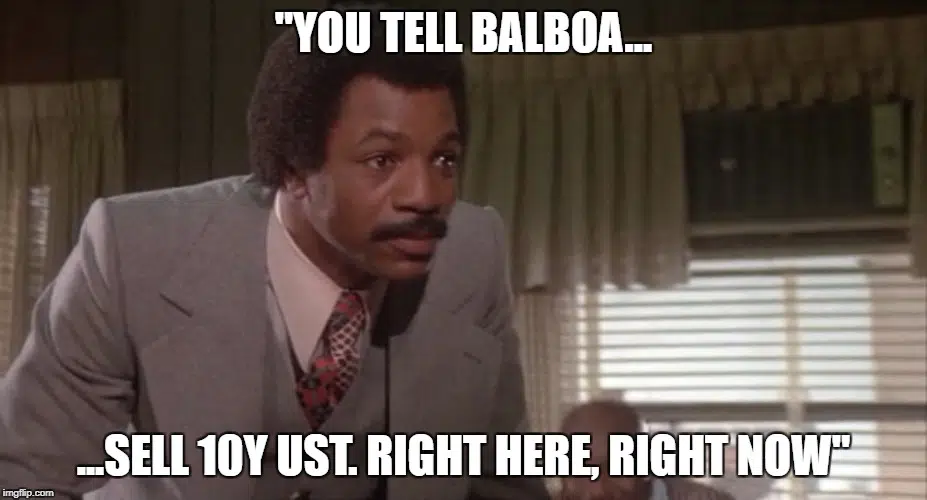 "YOU TELL BALBOA...
...SELL 10Y UST. RIGHT HERE, RIGHT NOW"
imgflip.com